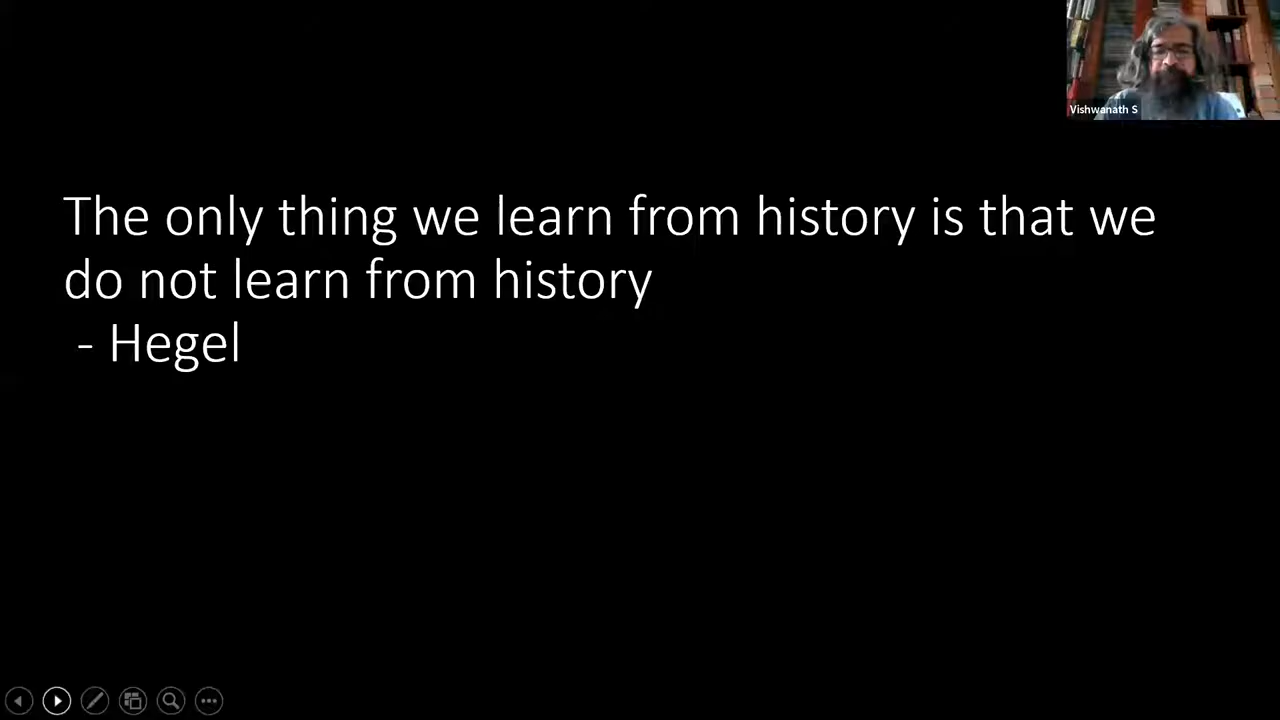 Vishwanath S
The only thing we learn from history is that we
do not learn from history
- Hegel